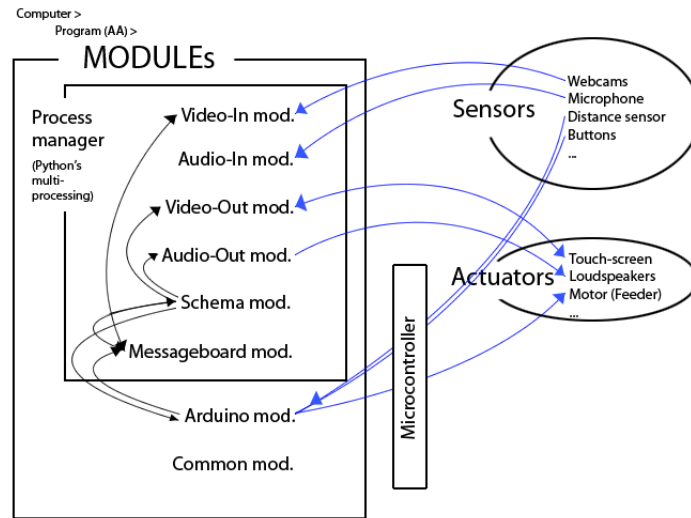 Computer >
Program (AA) >
MODULEs
Process
manager
(Python's
multi-
processing)
Video-In mod.
Audio-In mod.
Video-Out mod.
Audio-Out mod.
Schema mod.
Messageboard mod.
Arduino mod.
Common mod.
Microcontroller
Sensors
Webcams
Microphone
Distance sensor
Buttons
...
Actuators
Touch-screen
Loudspeakers
Motor (Feeder)
...